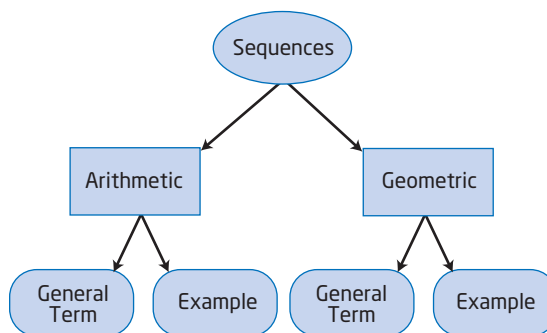 Sequences
Arithmetic
Geometric
General
Term
Example
General
Term
Example